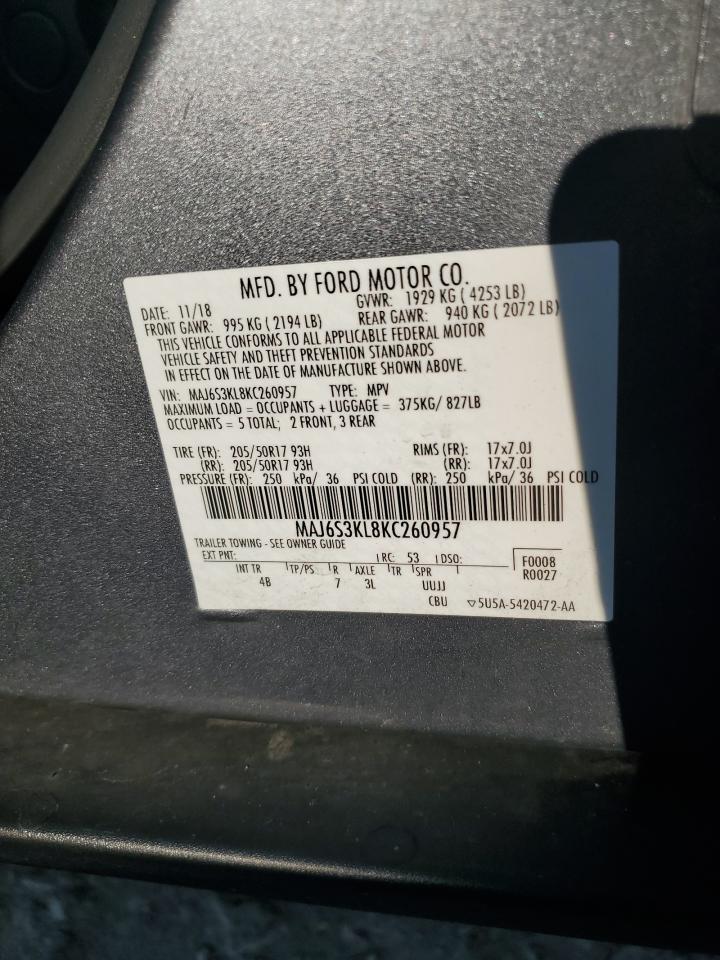 MFD. BY FORD MOTOR CO.
DATE: 11/18 GVWR: 1929 KG ( 4253 LB)
FRONT GAWR: 995 KG ( 2194 LB) REAR GAWR: 940 KG ( 2072 LB)
THIS VEHICLE CONFORMS TO ALL APPLICABLE FEDERAL MOTOR
VEHICLE SAFETY AND THEFT PREVENTION STANDARDS
IN EFFECT ON THE DATE OF MANUFACTURE SHOWN ABOVE.
VIN: MAJ6S3KL8KC260957 TYPE: MPV
MAXIMUM LOAD = OCCUPANTS + LUGGAGE = 375KG/ 827LB
OCCUPANTS = 5 TOTAL; 2 FRONT, 3 REAR
TIRE (FR): 205/50R17 93H RIMS (FR): 17x7.0J
(RR): 205/50R17 93H (RR): 17x7.0J
PRESSURE (FR): 250 kPa/ 36 PSI COLD (RR): 250 kPa/ 36 PSI COLD
MAJ6S3KL8KC260957
TRAILER TOWING - SEE OWNER GUIDE
EXT PNT: RC: 53 DSO: F0008
INT TR TP/PS R AXLE TR SPR R0027
4B 7 3L UUJJ
CBU ▽5U5A-5420472-AA